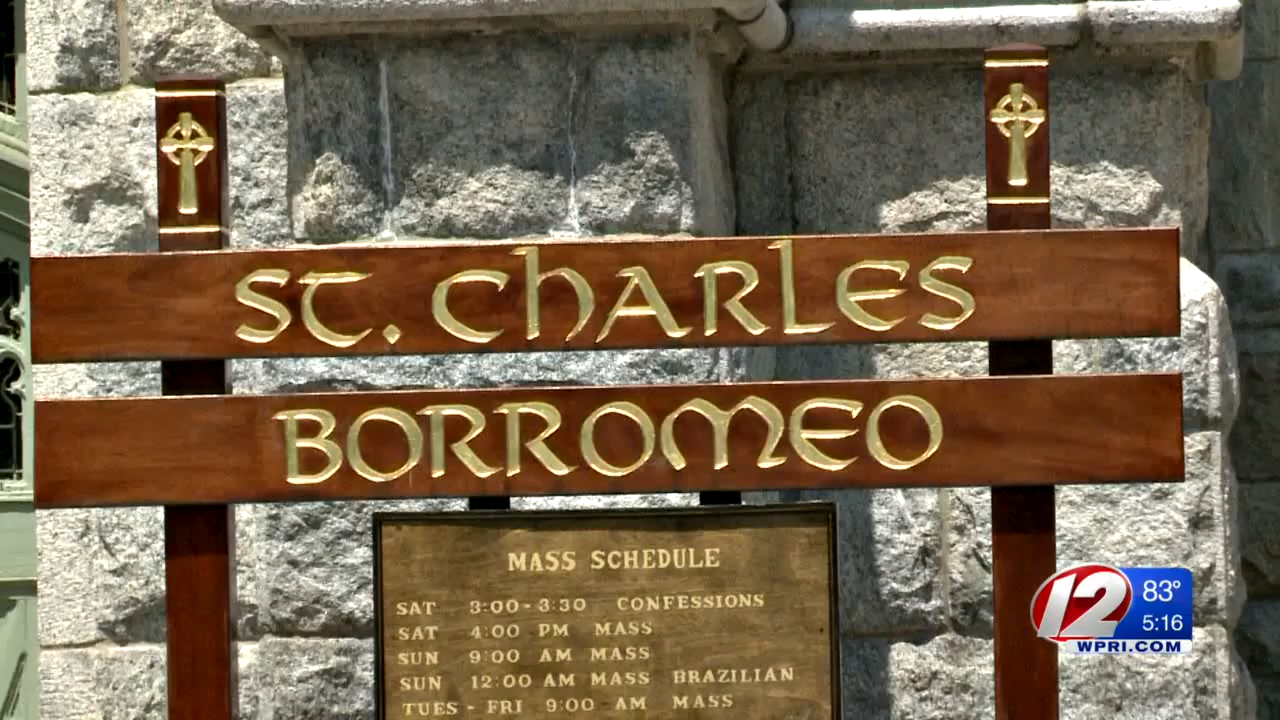 ST. CHARLES
BORROMEO
MASS SCHEDULE
SAT 3:00-3:30 CONFESSIONS
SAT 4:00 PM MASS
SUN 9:00 AM MASS
SUN 12:00 AM MASS BRAZILIAN
TUES - FRI 9:00 AM MASS
12 83°
5:16
WPRI.COM